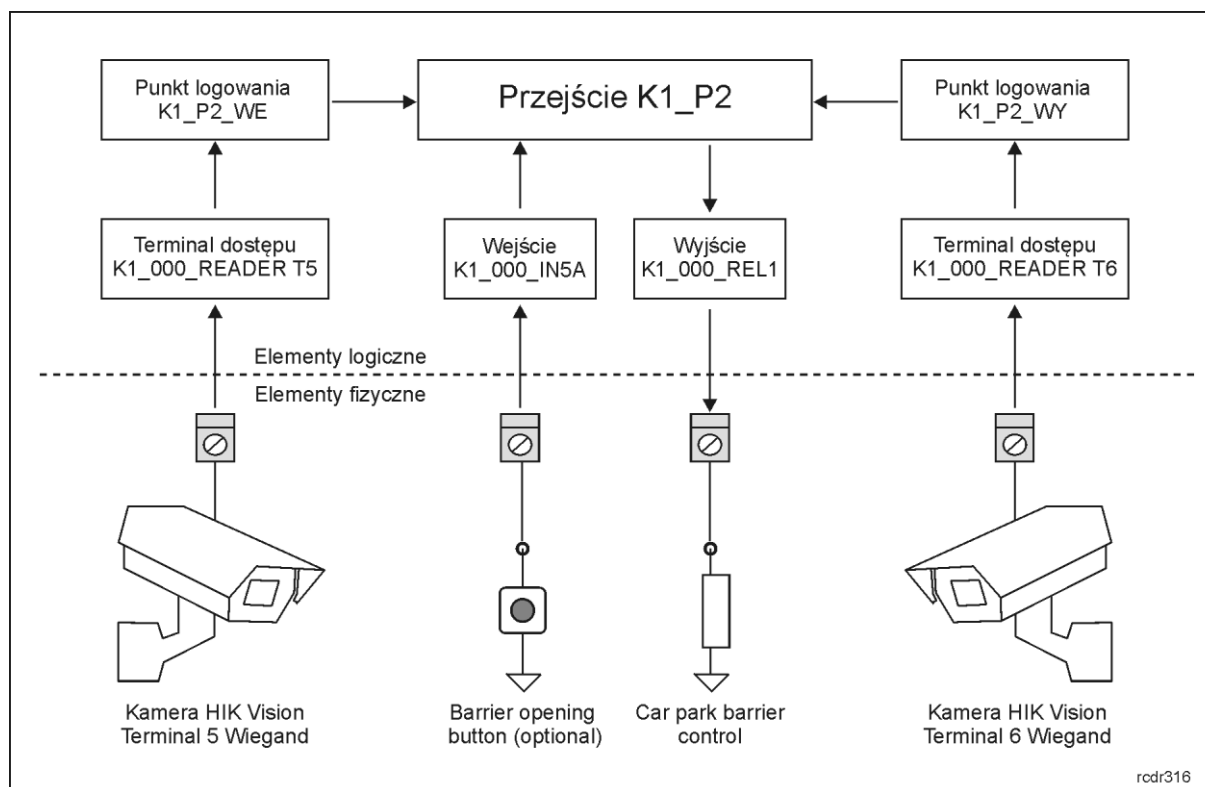 Punkt logowania
K1_P2_WE
Przejście K1_P2
Punkt logowania
K1_P2_WY
Terminal dostępu
K1_000_READER T5
Wejście
K1_000_IN5A
Wyjście
K1_000_REL1
Terminal dostępu
K1_000_READER T6
Elementy logiczne
Elementy fizyczne
Kamera HIK Vision
Terminal 5 Wiegand
Barrier opening
button (optional)
Car park barrier
control
Kamera HIK Vision
Terminal 6 Wiegand
rcdr316